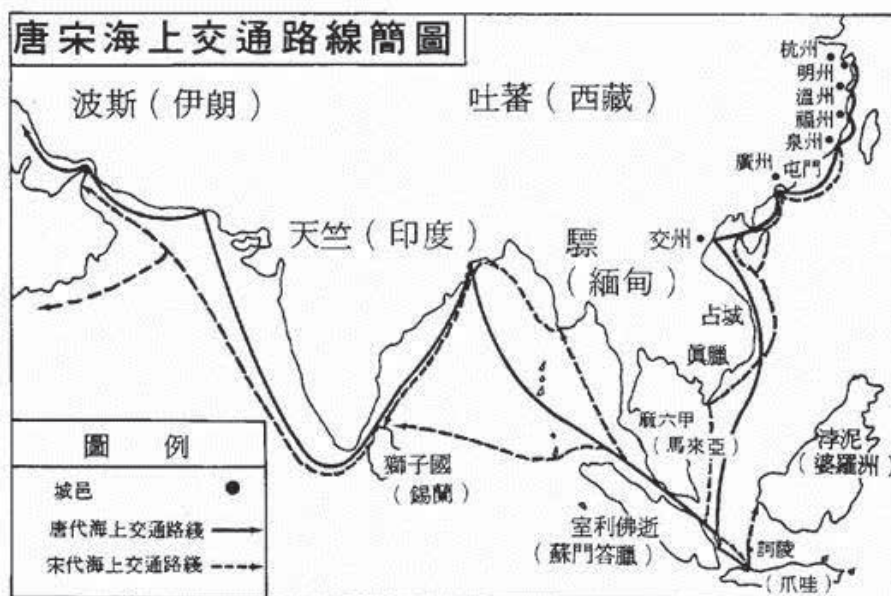 唐宋海上交通路線簡圖
波斯(伊朗)
吐蕃(西藏)
杭州
明州
溫州
福州
泉州
廣州
屯門
天竺(印度)
驃
(緬甸)
交州
占城
眞臘
麻六甲
(馬來亞)
浡泥
(婆羅洲)
獅子國
(錫蘭)
室利佛逝
(蘇門答臘)
訶陵
(爪哇)
圖 例
城邑
唐代海上交通路綫
宋代海上交通路綫